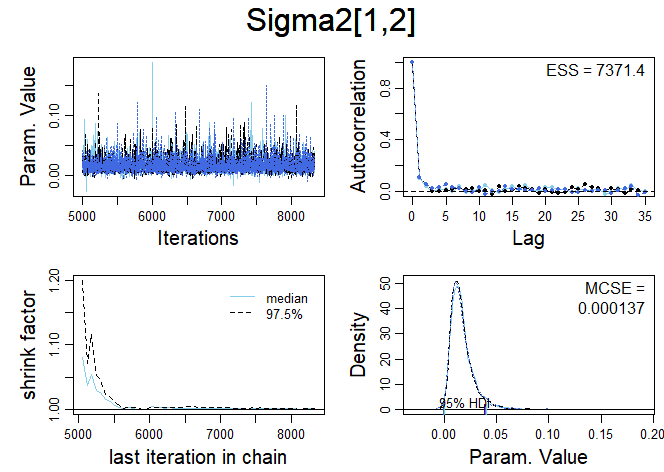 Sigma2[1,2]
Param. Value
0.00
0.10
5000
6000
7000
8000
Iterations
Autocorrelation
0.0
0.4
0.8
ESS = 7371.4
0
5
10
15
20
25
30
35
Lag
shrink factor
1.00
1.10
1.20
median
97.5%
5000
6000
7000
8000
last iteration in chain
Density
0
10
20
30
40
50
MCSE =
0.000137
95% HDI
0.00
0.05
0.10
0.15
0.20
Param. Value